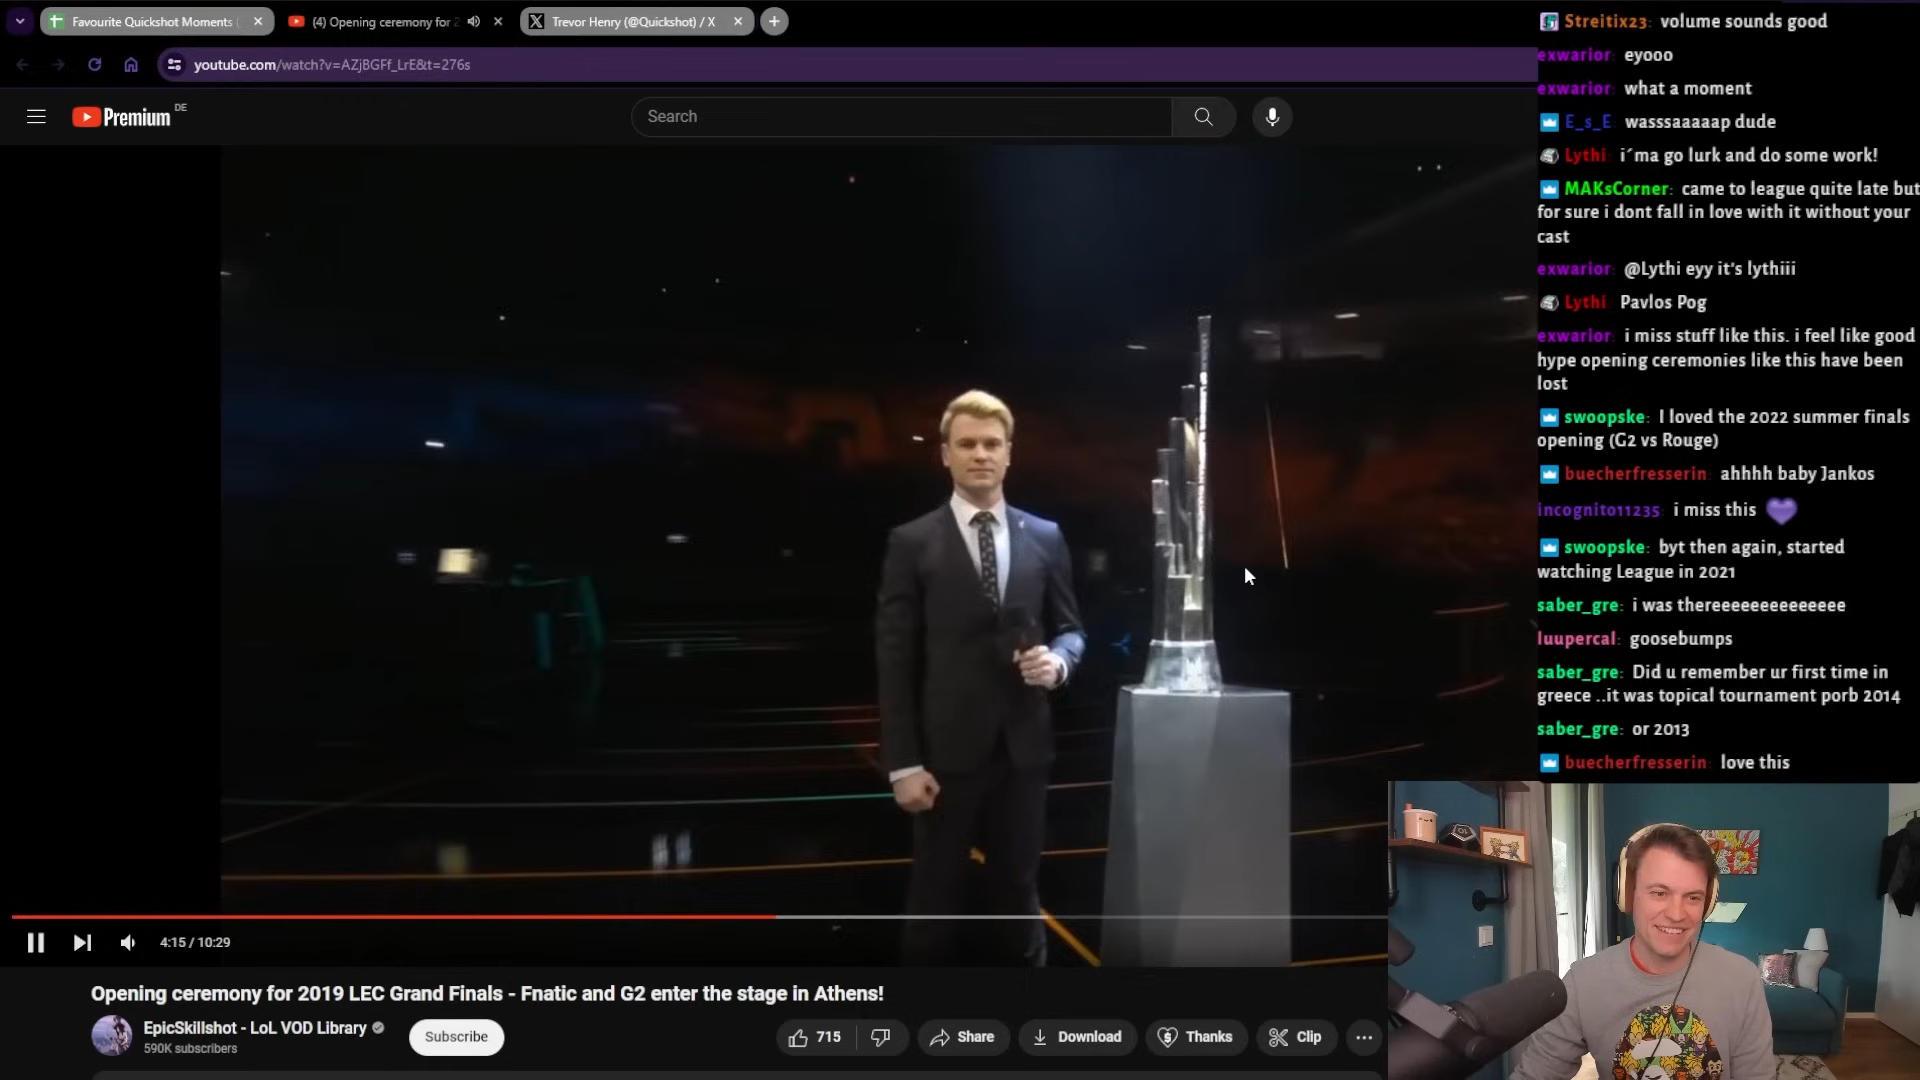 Favourite Quickshot Moments
(4) Opening ceremony for 2
Trevor Henry (@Quickshot) / X
youtube.com/watch?v=AZjBGFf_LrE&t=276s
Premium DE
Search
Streitix23: volume sounds good
exwarior: eyooo
exwarior: what a moment
E_s_E: wasssaaaaap dude
Lythi: i´ma go lurk and do some work!
MAKsCorner: came to league quite late but
for sure i dont fall in love with it without your
cast
exwarior: @Lythi eyy it's lythiii
Lythi: Pavlos Pog
exwarior: i miss stuff like this. i feel like good
hype opening ceremonies like this have been
lost
swoopske: I loved the 2022 summer finals
opening (G2 vs Rouge)
buecherfresserin: ahhhh baby Jankos
incognito11235: i miss this
swoopske: byt then again, started
watching League in 2021
saber_gre: i was thereeeeeeeeeeeeee
luupercal: goosebumps
saber_gre: Did u remember ur first time in
greece ..it was topical tournament porb 2014
saber_gre: or 2013
buecherfresserin: love this
4:15 / 10:29
Opening ceremony for 2019 LEC Grand Finals - Fnatic and G2 enter the stage in Athens!
EpicSkillshot - LoL VOD Library
590K subscribers
Subscribe
715
Share
Download
Thanks
Clip